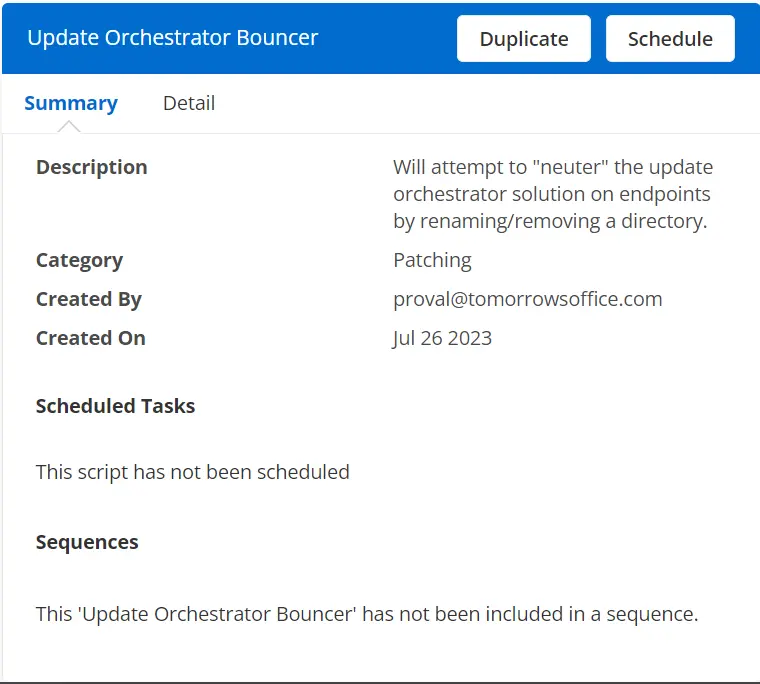 Update Orchestrator Bouncer
Duplicate
Schedule
Summary
Detail
Description
Will attempt to "neuter" the update
orchestrator solution on endpoints
by renaming/removing a directory.
Category
Patching
Created By
proval@tomorrowsoffice.com
Created On
Jul 26 2023
Scheduled Tasks
This script has not been scheduled
Sequences
This 'Update Orchestrator Bouncer' has not been included in a sequence.